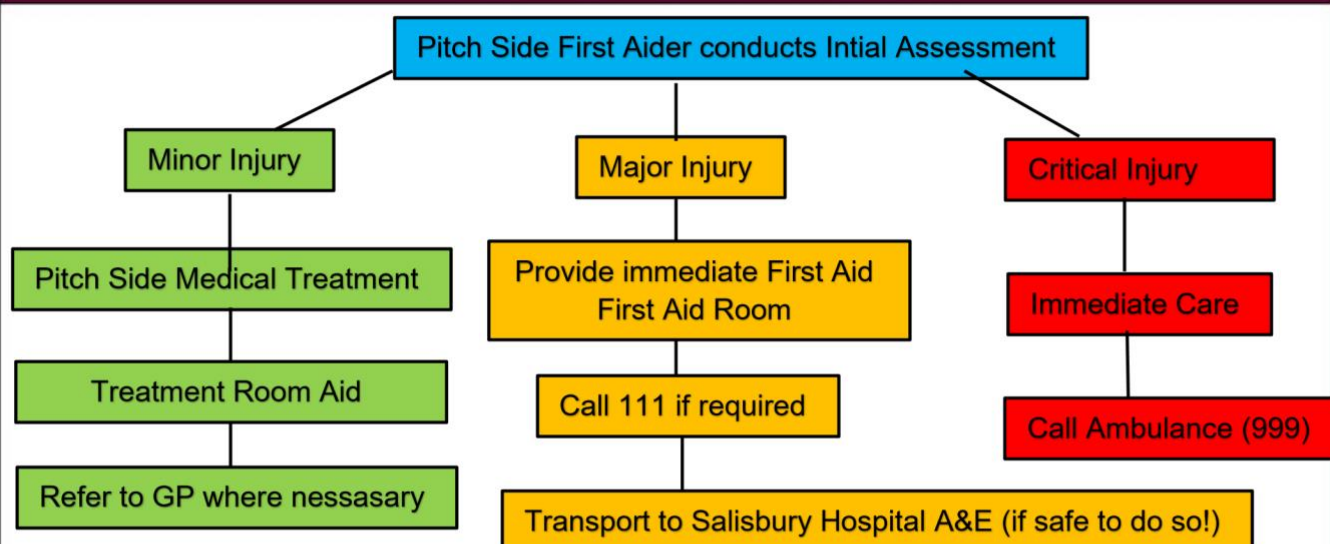 Pitch Side First Aider conducts Intial Assessment
Minor Injury
Pitch Side Medical Treatment
Treatment Room Aid
Refer to GP where nessasary
Major Injury
Provide immediate First Aid
First Aid Room
Call 111 if required
Transport to Salisbury Hospital A&E (if safe to do so!)
Critical Injury
Immediate Care
Call Ambulance (999)